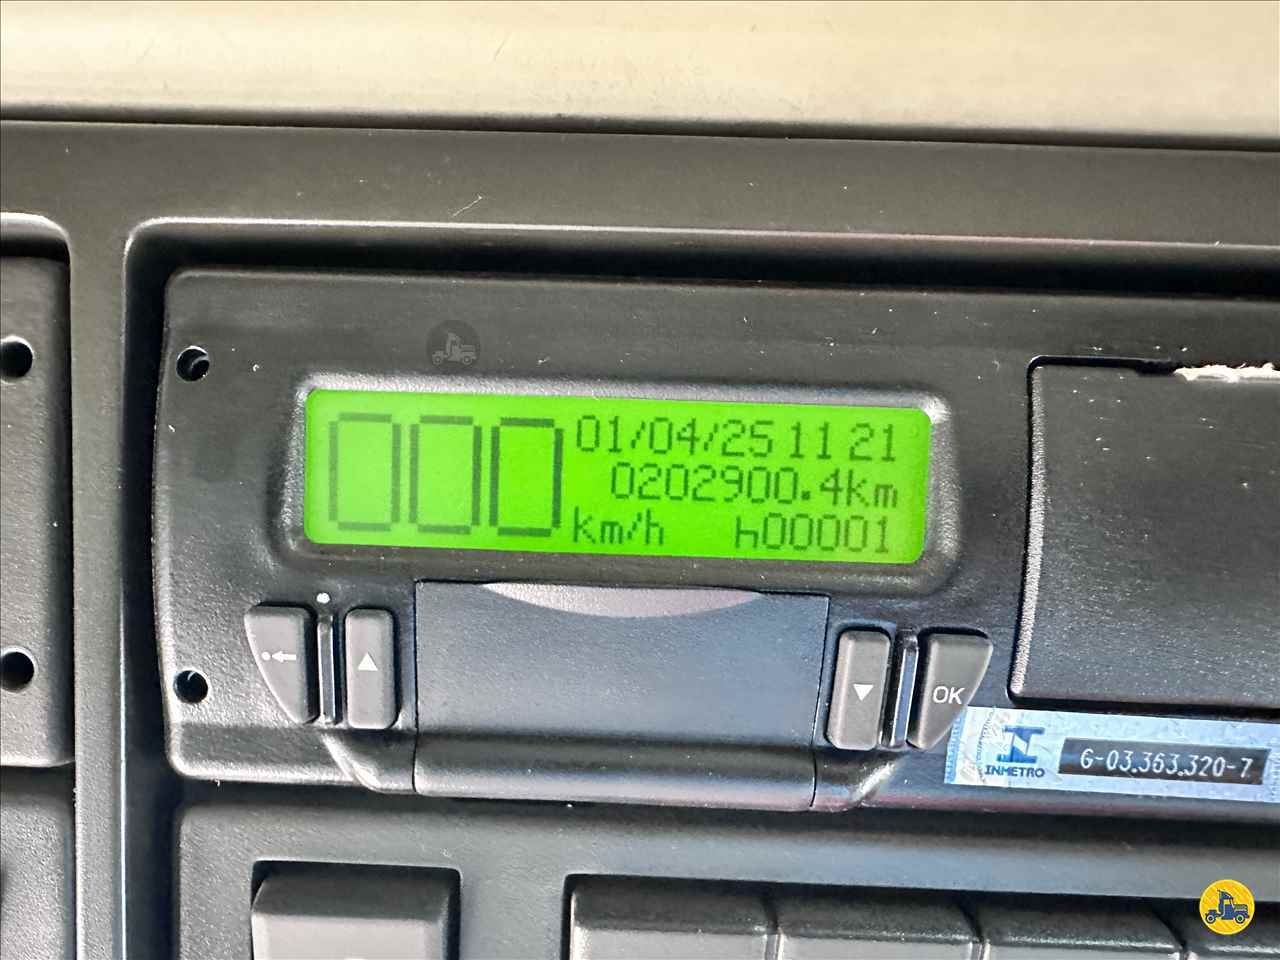 000 01/04/25 11 21
0202900.4km
km/h h00001
OK
INMETRO 6-03.363.320-7